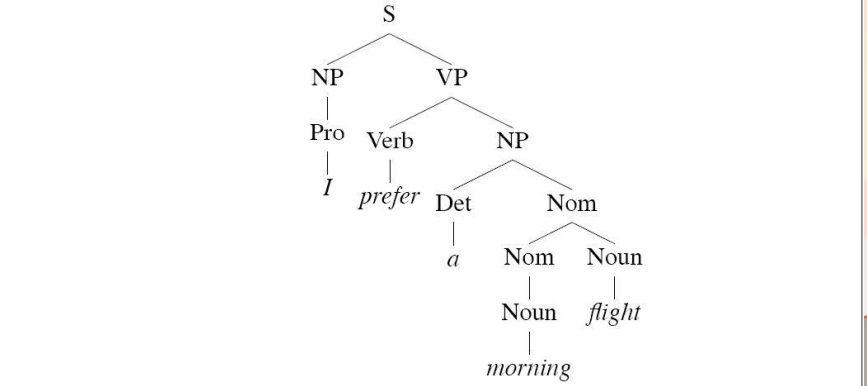 S
NP VP
Pro Verb NP
I prefer Det Nom
a Nom Noun
Noun flight
morning